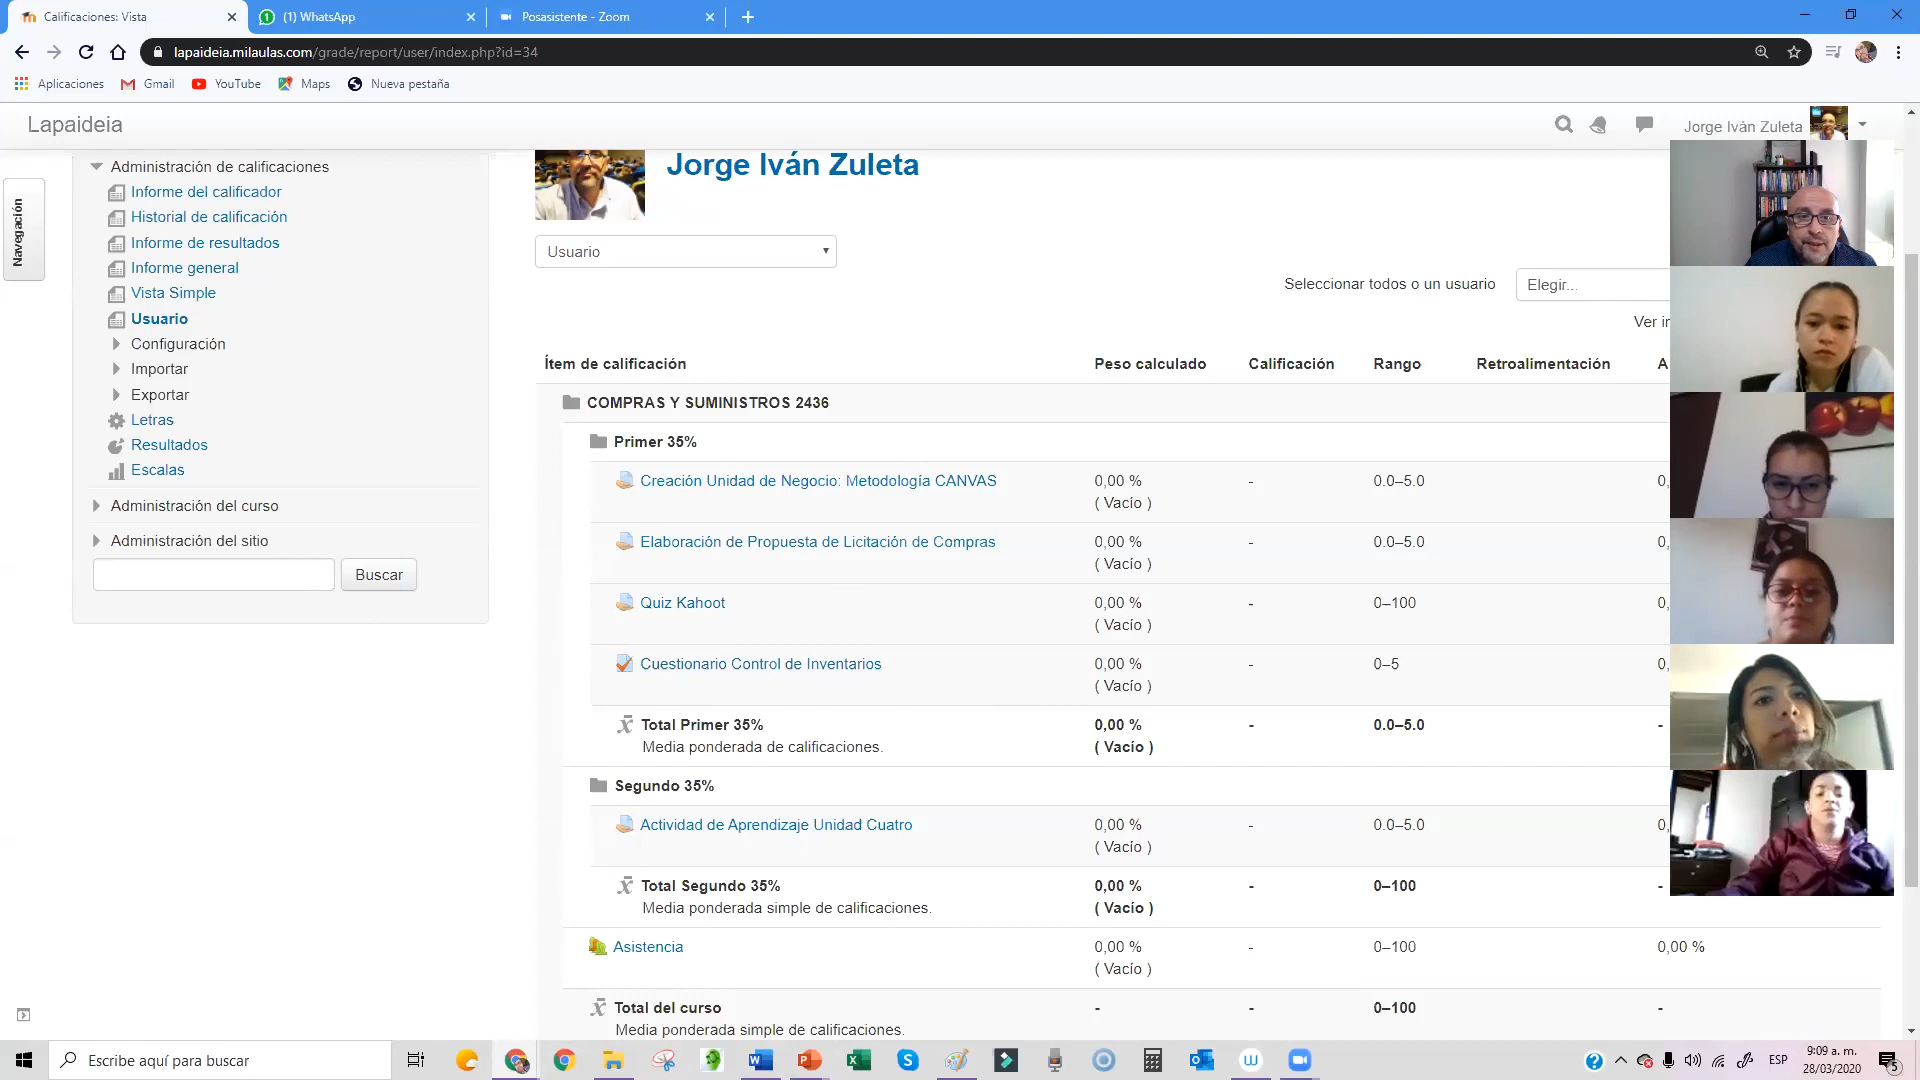 Calificaciones: Vista
(1) WhatsApp
Posasistente - Zoom
lapaideia.milaulas.com/grade/report/user/index.php?id=34
Aplicaciones
Gmail
YouTube
Maps
Nueva pestaña
Lapaideia
Jorge Iván Zuleta
Navegación
Administración de calificaciones
Informe del calificador
Historial de calificación
Informe de resultados
Informe general
Vista Simple
Usuario
Configuración
Importar
Exportar
Letras
Resultados
Escalas
Administración del curso
Administración del sitio
Buscar
Jorge Iván Zuleta
Usuario
Seleccionar todos o un usuario
Elegir...
Ver
Ítem de calificación Peso calculado Calificación Rango Retroalimentación A
COMPRAS Y SUMINISTROS 2436
Primer 35%
Creación Unidad de Negocio: Metodología CANVAS 0,00 % - 0.0–5.0 0,
( Vacío )
Elaboración de Propuesta de Licitación de Compras 0,00 % - 0.0–5.0 0,
( Vacío )
Quiz Kahoot 0,00 % - 0–100 0,
( Vacío )
Cuestionario Control de Inventarios 0,00 % - 0–5 0,
( Vacío )
Total Primer 35% 0,00 % - 0.0–5.0 -
Media ponderada de calificaciones. ( Vacío )
Segundo 35%
Actividad de Aprendizaje Unidad Cuatro 0,00 % - 0.0–5.0 0,
( Vacío )
Total Segundo 35% 0,00 % - 0–100 -
Media ponderada simple de calificaciones. ( Vacío )
Asistencia 0,00 % - 0–100 0,00 %
( Vacío )
Total del curso - - 0–100 -
Media ponderada simple de calificaciones.
Escribe aquí para buscar
ESP
9:09 a. m.
28/03/2020
5